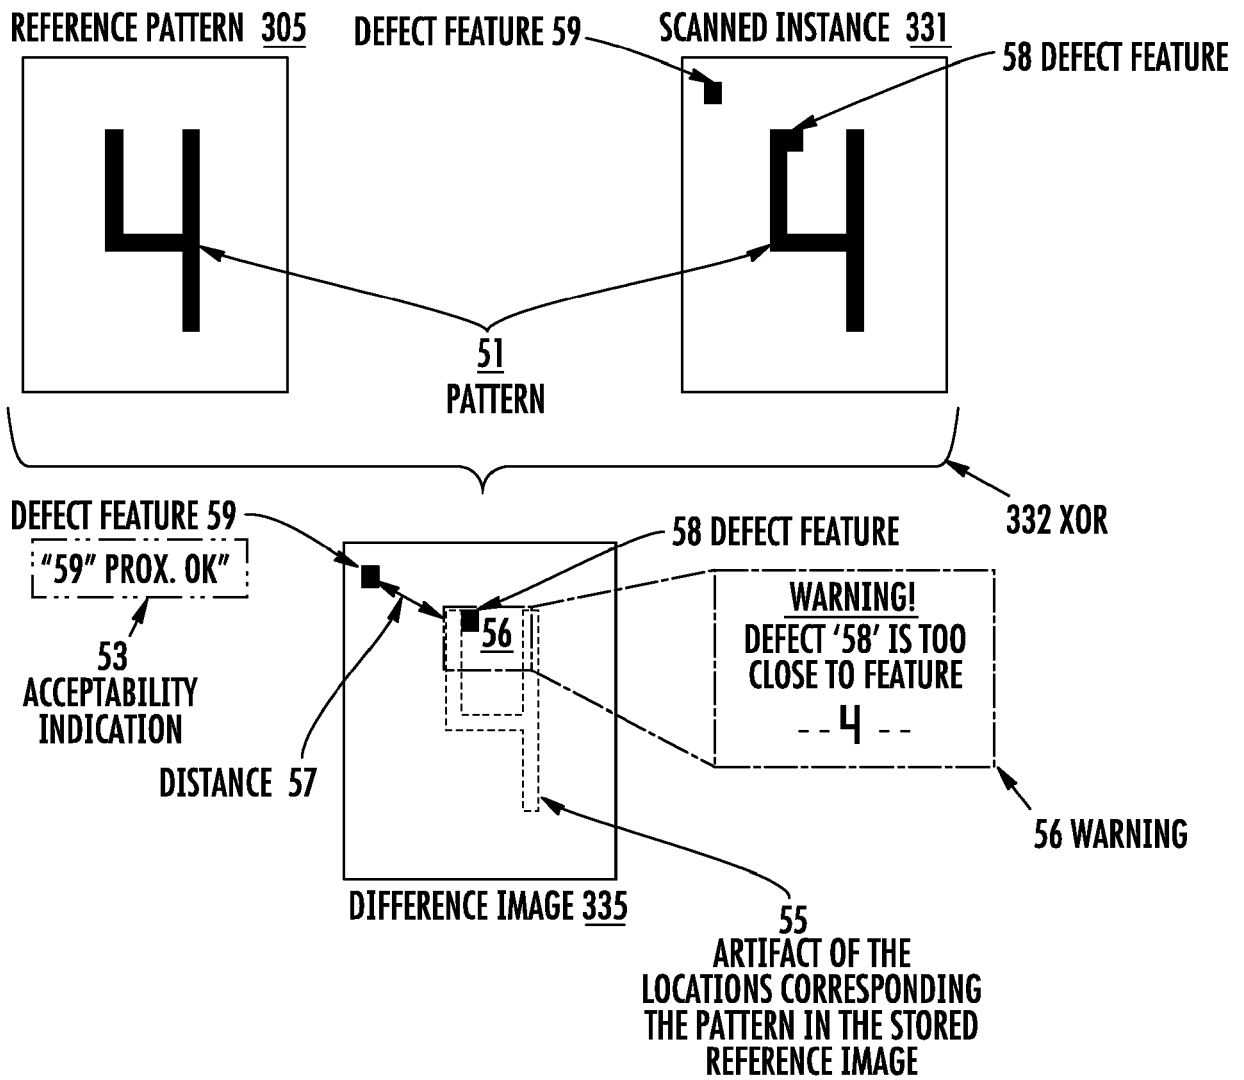 REFERENCE PATTERN 305
DEFECT FEATURE 59
SCANNED INSTANCE 331
58 DEFECT FEATURE
4
4
51
PATTERN
332 XOR
DEFECT FEATURE 59
"59" PROX. OK"
53
ACCEPTABILITY
INDICATION
58 DEFECT FEATURE
56
WARNING!
DEFECT '58' IS TOO
CLOSE TO FEATURE
- - 4 - -
DISTANCE 57
56 WARNING
DIFFERENCE IMAGE 335
55
ARTIFACT OF THE
LOCATIONS CORRESPONDING
THE PATTERN IN THE STORED
REFERENCE IMAGE